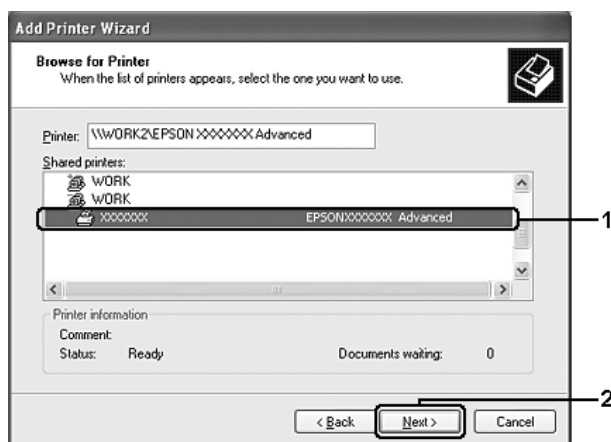 Add Printer Wizard
Browse for Printer
When the list of printers appears, select the one you want to use.
Printer: \\WORK2\EPSON XXXXXXX Advanced
Shared printers:
WORK
WORK
XXXXXXX EPSONXXXXXXX Advanced
1
Printer information
Comment:
Status: Ready Documents waiting: 0
2
< Back Next > Cancel